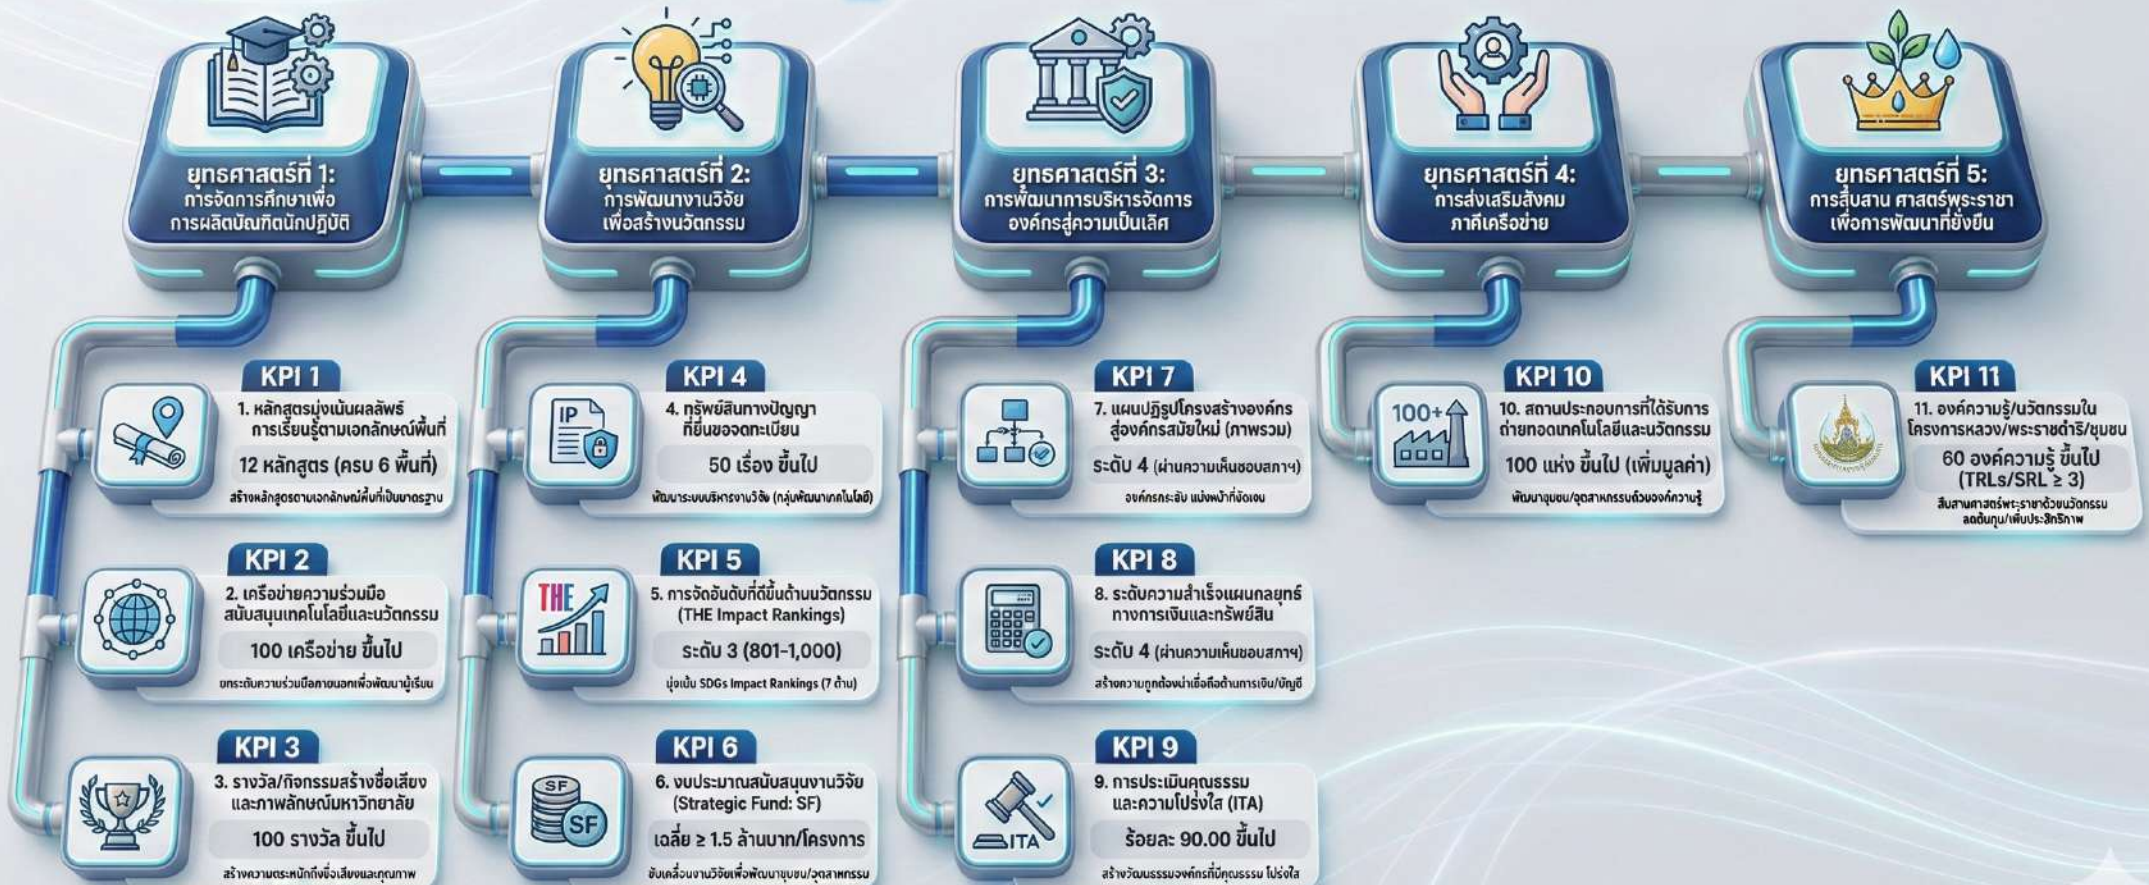 ยุทธศาสตร์ที่ 1:
การจัดการศึกษาเพื่อ
การผลิตบัณฑิตนักปฏิบัติ
ยุทธศาสตร์ที่ 2:
การพัฒนางานวิจัย
เพื่อสร้างนวัตกรรม
ยุทธศาสตร์ที่ 3:
การพัฒนาการบริหารจัดการ
องค์กรสู่ความเป็นเลิศ
ยุทธศาสตร์ที่ 4:
การส่งเสริมสังคม
ภาคีเครือข่าย
ยุทธศาสตร์ที่ 5:
การสืบสาน ศาสตร์พระราชา
เพื่อการพัฒนาที่ยั่งยืน
KPI 1
1. หลักสูตรมุ่งเน้นผลลัพธ์
การเรียนรู้ตามเอกลักษณ์พื้นที่
12 หลักสูตร (ครบ 6 พื้นที่)
สร้างหลักสูตรตามเอกลักษณ์พื้นที่เป็นมาตรฐาน
KPI 2
2. เครือข่ายความร่วมมือ
สนับสนุนเทคโนโลยีและนวัตกรรม
100 เครือข่าย ขึ้นไป
ยกระดับความร่วมมือภายนอกเพื่อพัฒนาผู้เรียน
KPI 3
3. รางวัล/กิจกรรมสร้างชื่อเสียง
และภาพลักษณ์มหาวิทยาลัย
100 รางวัล ขึ้นไป
สร้างความตระหนักถึงชื่อเสียงและคุณภาพ
KPI 4
IP
4. ทรัพย์สินทางปัญญา
ที่ยื่นขอจดทะเบียน
50 เรื่อง ขึ้นไป
พัฒนาระบบบริหารงานวิจัย (กลุ่มพัฒนาเทคโนโลยี)
KPI 5
THE
5. การจัดอันดับที่ดีขึ้นด้านนวัตกรรม
(THE Impact Rankings)
ระดับ 3 (801-1,000)
มุ่งเน้น SDGs Impact Rankings (7 ด้าน)
KPI 6
SF
SF
6. งบประมาณสนับสนุนงานวิจัย
(Strategic Fund: SF)
เฉลี่ย ≥ 1.5 ล้านบาท/โครงการ
ขับเคลื่อนงานวิจัยเพื่อพัฒนาชุมชน/อุตสาหกรรม
KPI 7
7. แผนปฏิรูปโครงสร้างองค์กร
สู่องค์กรสมัยใหม่ (ภาพรวม)
ระดับ 4 (ผ่านความเห็นชอบสภาฯ)
องค์กรกระชับ แบ่งหน้าที่ชัดเจน
KPI 8
8. ระดับความสำเร็จแผนกลยุทธ์
ทางการเงินและทรัพย์สิน
ระดับ 4 (ผ่านความเห็นชอบสภาฯ)
สร้างความถูกต้องน่าเชื่อถือด้านการเงิน/บัญชี
KPI 9
ITA
9. การประเมินคุณธรรม
และความโปร่งใส (ITA)
ร้อยละ 90.00 ขึ้นไป
สร้างวัฒนธรรมองค์กรที่มีคุณธรรม โปร่งใส
KPI 10
100+
10. สถานประกอบการที่ได้รับการ
ถ่ายทอดเทคโนโลยีและนวัตกรรม
100 แห่ง ขึ้นไป (เพิ่มมูลค่า)
พัฒนาชุมชน/อุตสาหกรรมด้วยองค์ความรู้
KPI 11
11. องค์ความรู้/นวัตกรรมใน
โครงการหลวง/พระราชดำริ/ชุมชน
60 องค์ความรู้ ขึ้นไป
(TRLs/SRL ≥ 3)
สืบสานศาสตร์พระราชาด้วยนวัตกรรม
ลดต้นทุน/เพิ่มประสิทธิภาพ